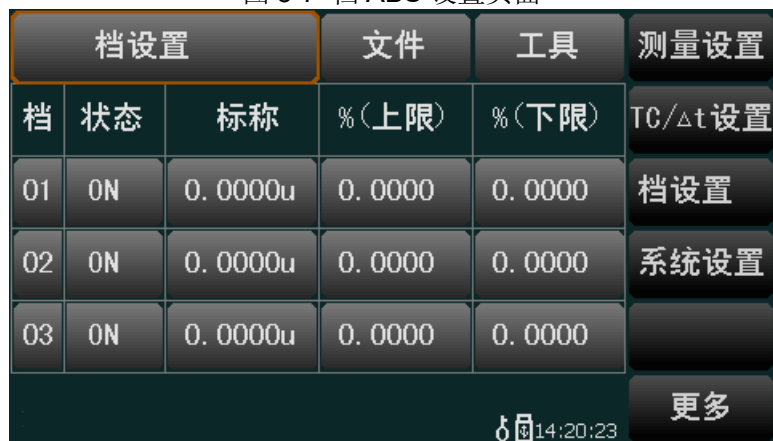 档设置 文件 工具 测量设置
档 状态 标称 %(上限) %(下限) TC/△t设置
01 ON 0.0000u 0.0000 0.0000 档设置
02 ON 0.0000u 0.0000 0.0000 系统设置
03 ON 0.0000u 0.0000 0.0000
更多
14:20:23